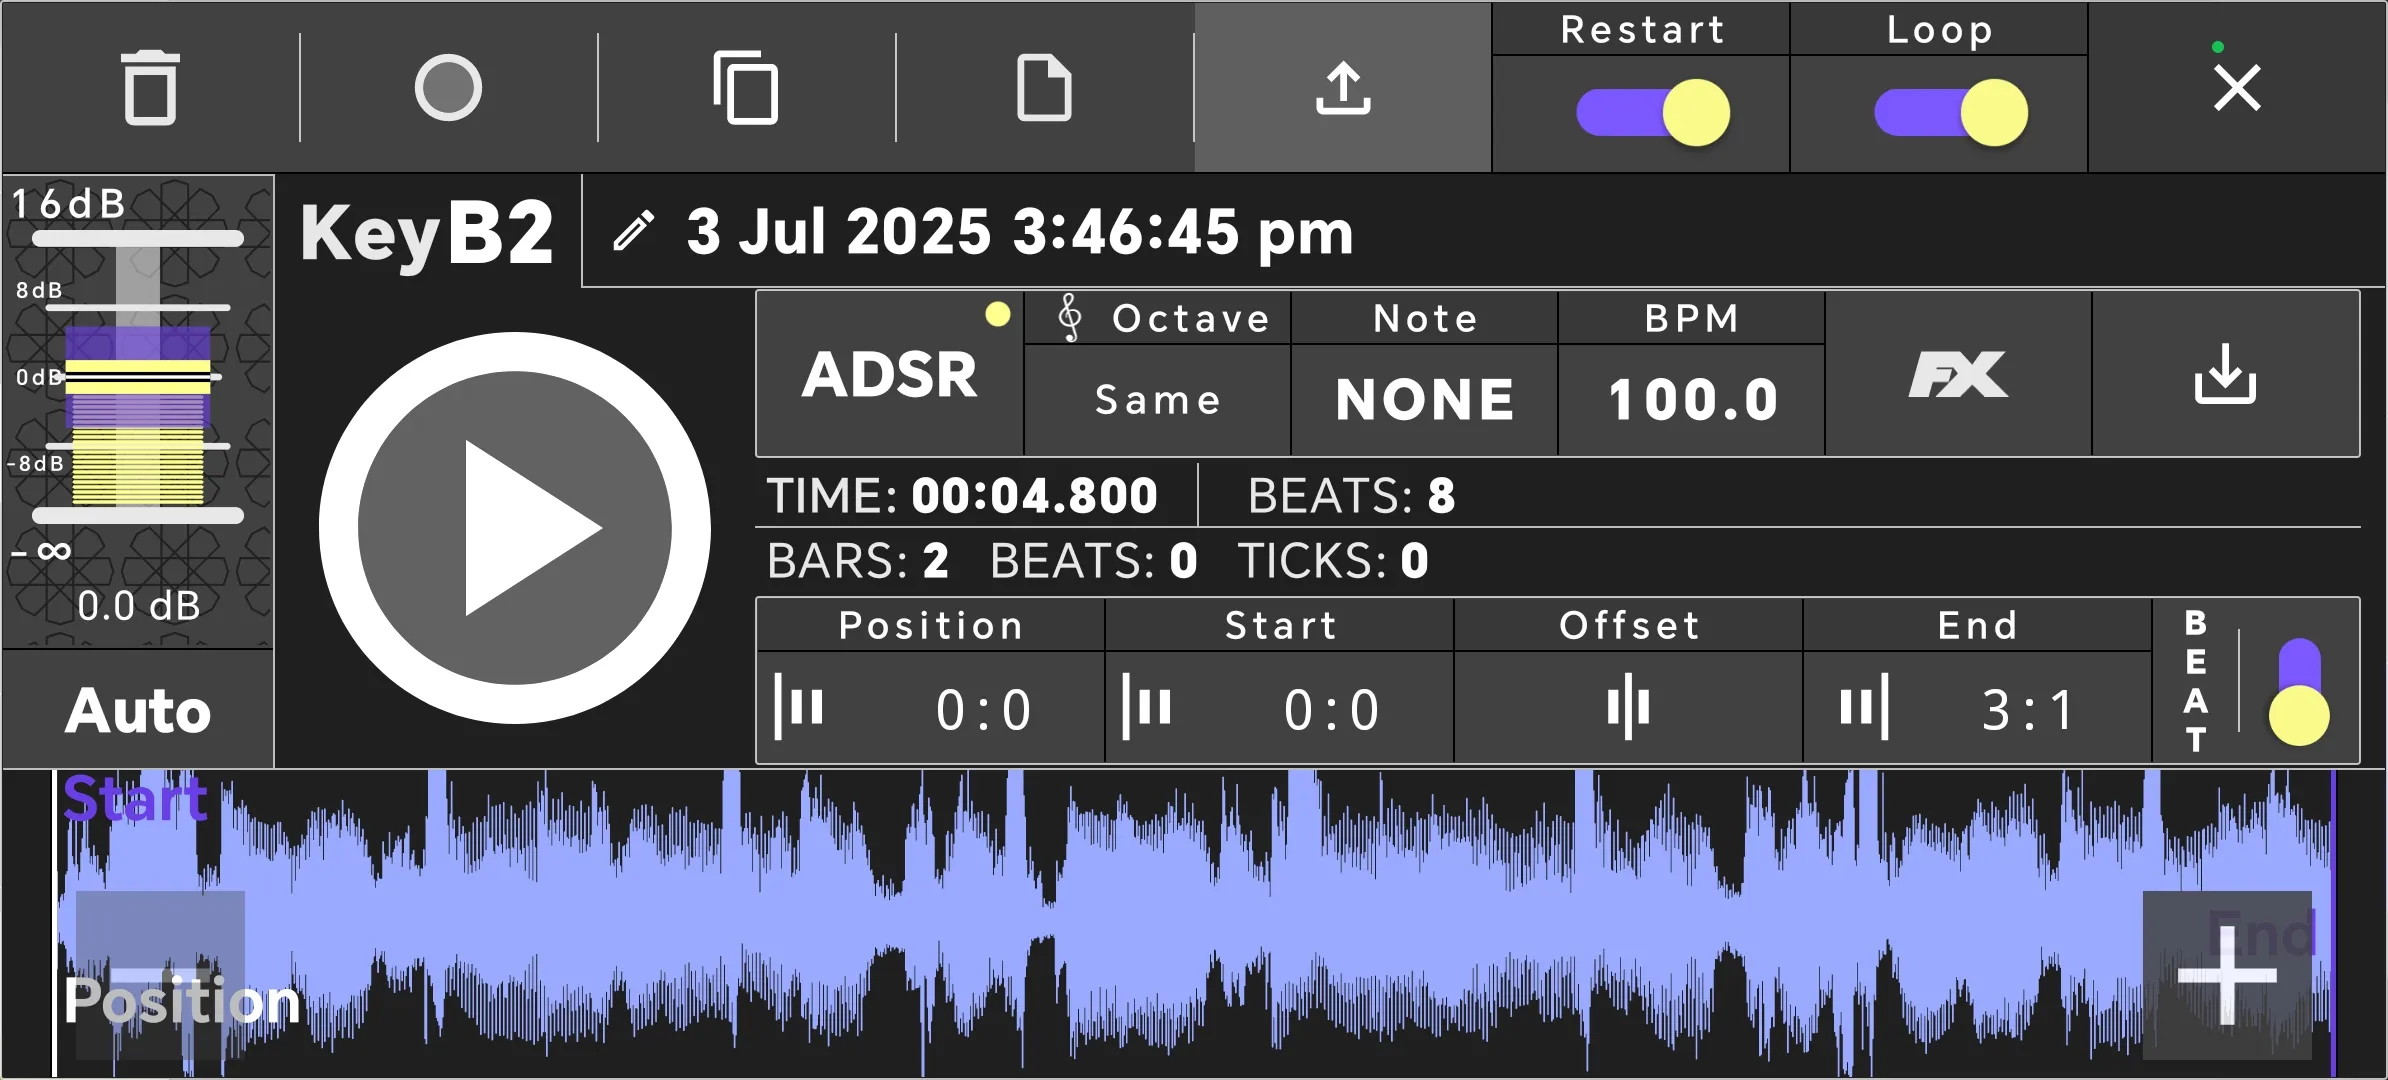 Restart
Loop
16dB
8dB
0dB
-8dB
-∞
0.0 dB
Auto
KeyB2
3 Jul 2025 3:46:45 pm
ADSR
Octave
Same
Note
NONE
BPM
100.0
FX
TIME: 00:04.800
BEATS: 8
BARS: 2 BEATS: 0 TICKS: 0
Position
0:0
Start
0:0
Offset
End
3:1
BEAT
Start
Position
End